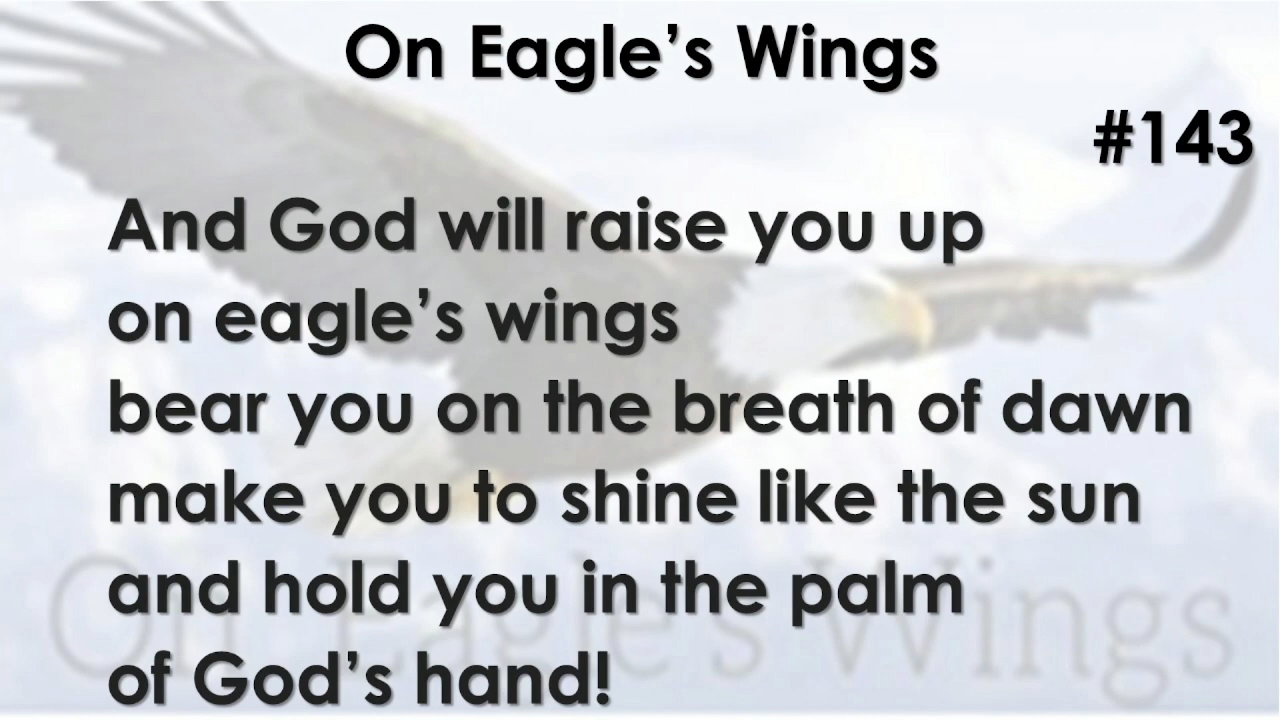 On Eagle’s Wings
#143
And God will raise you up
on eagle’s wings
bear you on the breath of dawn
make you to shine like the sun
and hold you in the palm
of God’s hand!
On Eagle's Wings